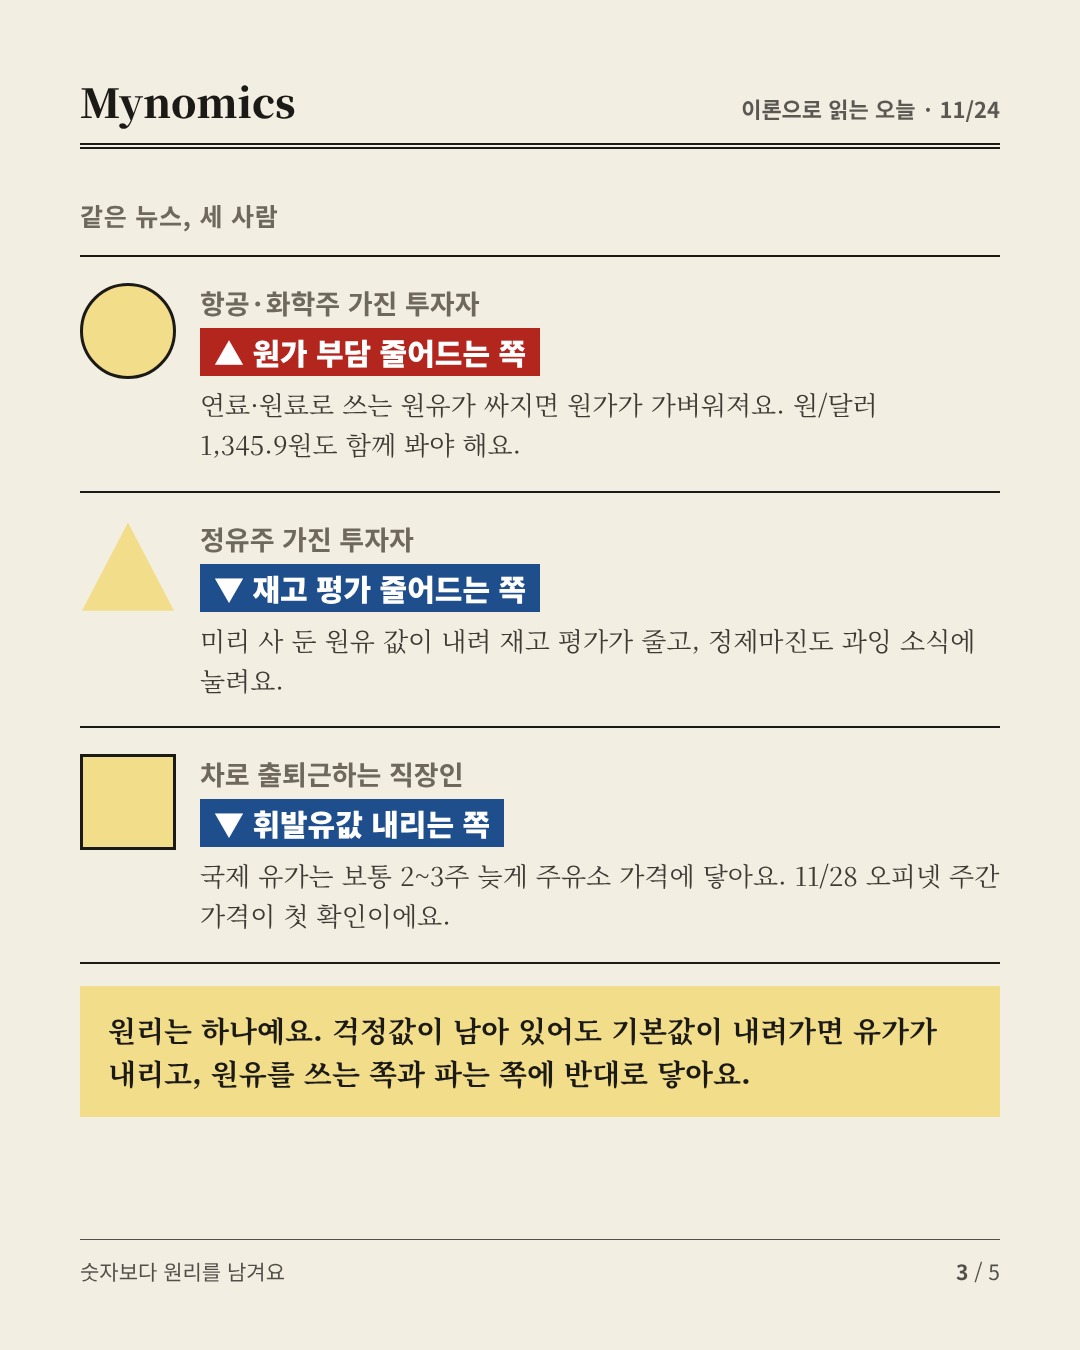 Mynomics
이론으로 읽는 오늘 · 11/24
같은 뉴스, 세 사람
항공·화학주 가진 투자자
▲ 원가 부담 줄어드는 쪽
연료·원료로 쓰는 원유가 싸지면 원가가 가벼워져요. 원/달러
1,345.9원도 함께 봐야 해요.
정유주 가진 투자자
▼ 재고 평가 줄어드는 쪽
미리 사 둔 원유 값이 내려 재고 평가가 줄고, 정제마진도 과잉 소식에
눌려요.
차로 출퇴근하는 직장인
▼ 휘발유값 내리는 쪽
국제 유가는 보통 2~3주 늦게 주유소 가격에 닿아요. 11/28 오피넷 주간
가격이 첫 확인이에요.
원리는 하나예요. 걱정값이 남아 있어도 기본값이 내려가면 유가가
내리고, 원유를 쓰는 쪽과 파는 쪽에 반대로 닿아요.
숫자보다 원리를 남겨요
3 / 5